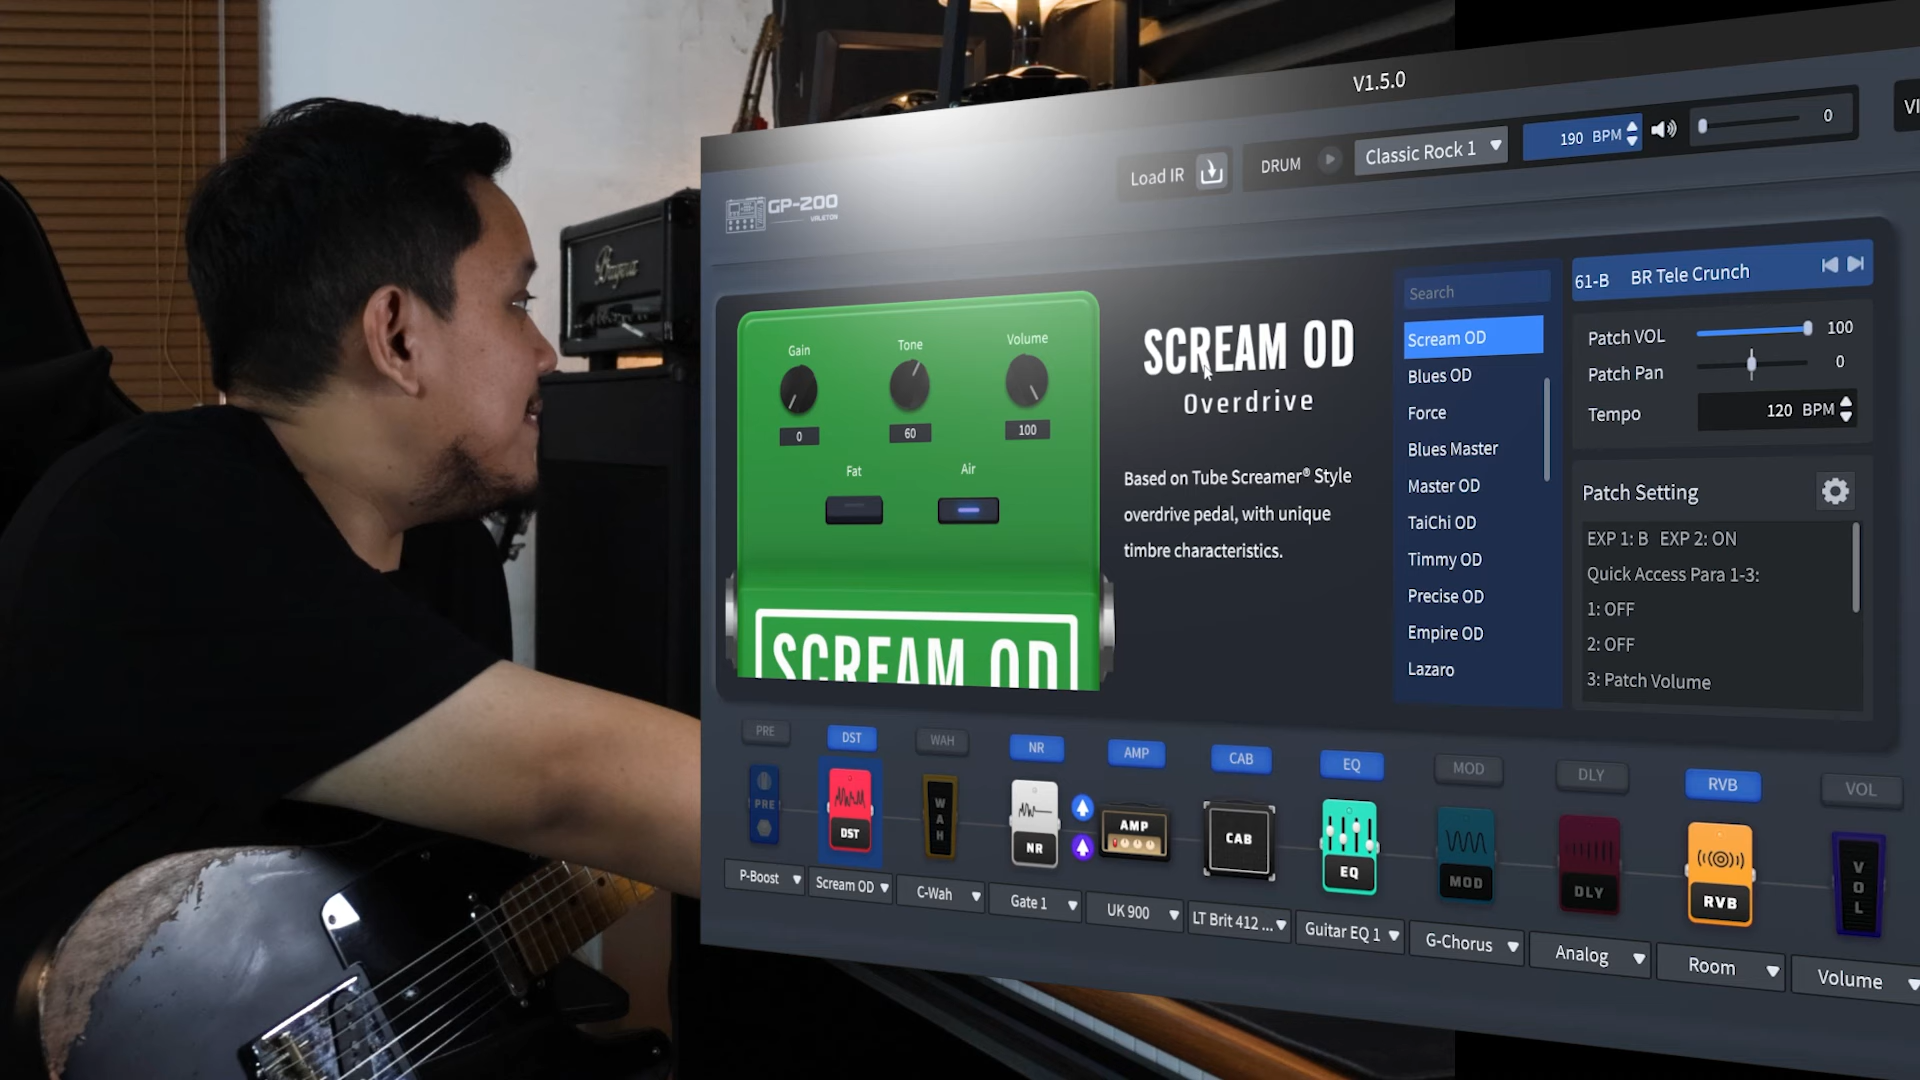 V1.5.0
Load IR
DRUM
Classic Rock 1
190 BPM
0
VI
GP-200
VALETON
Bugera
Gain
Tone
Volume
0
60
100
Fat
Air
SCREAM OD
SCREAM OD
Overdrive
Based on Tube Screamer® Style
overdrive pedal, with unique
timbre characteristics.
Search
Scream OD
Blues OD
Force
Blues Master
Master OD
TaiChi OD
Timmy OD
Precise OD
Empire OD
Lazaro
61-B BR Tele Crunch
Patch VOL 100
Patch Pan 0
Tempo 120 BPM
Patch Setting
EXP 1: B EXP 2: ON
Quick Access Para 1-3:
1: OFF
2: OFF
3: Patch Volume
PRE DST WAH NR AMP CAB EQ MOD DLY RVB VOL
PRE DST WAH NR AMP CAB EQ MOD DLY RVB VOL
P-Boost Scream OD C-Wah Gate 1 UK 900 LT Brit 412 ... Guitar EQ 1 G-Chorus Analog Room Volume